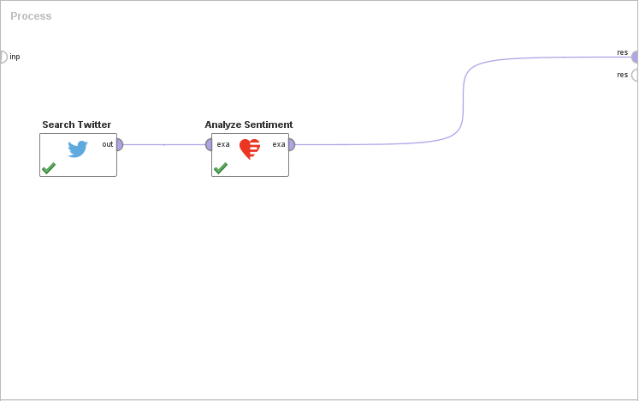 Process
inp
res
res
Search Twitter
Analyze Sentiment
out
exa
exa